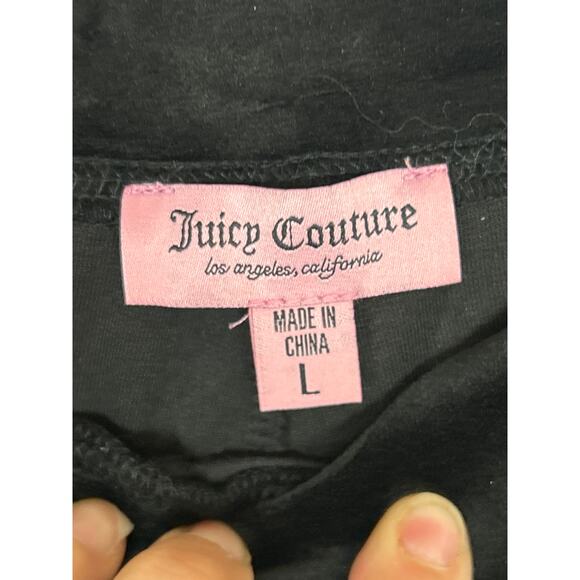 Juicy Couture
los angeles, california
MADE IN
CHINA
L